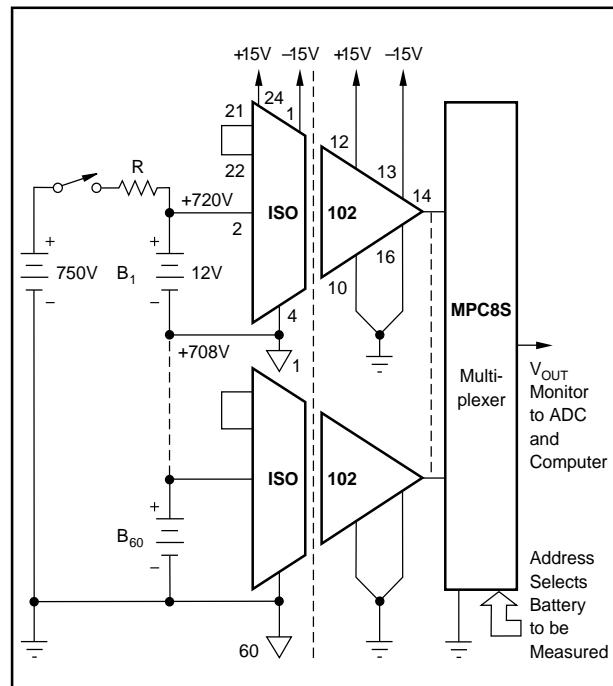 +15V
–15V
+15V
–15V
21
24
1
22
12
13
R
+720V
14
2
ISO
102
+
750V
–
B1
+
12V
–
16
10
4
MPC8S
+708V
1
Multi-
plexer
VOUT
Monitor
to ADC
and
Computer
ISO
102
+
B60
–
Address
Selects
Battery
to be
Measured
60